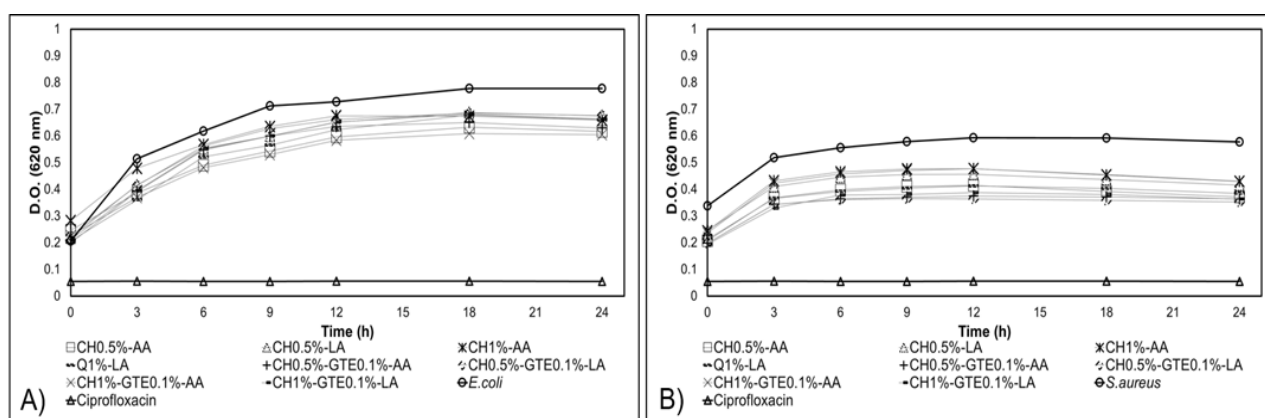 1
0.9
0.8
0.7
0.6
0.5
0.4
0.3
0.2
0.1
0
D.O. (620 nm)
0 3 6 9 12 15 18 21 24
Time (h)
CH0.5%-AA CH0.5%-LA CH1%-AA
Q1%-LA CH0.5%-GTE0.1%-AA CH0.5%-GTE0.1%-LA
CH1%-GTE0.1%-AA CH1%-GTE0.1%-LA E.coli
Ciprofloxacin
A)
1
0.9
0.8
0.7
0.6
0.5
0.4
0.3
0.2
0.1
0
D.O. (620 nm)
0 3 6 9 12 15 18 21 24
Time (h)
CH0.5%-AA CH0.5%-LA CH1%-AA
Q1%-LA CH0.5%-GTE0.1%-AA CH0.5%-GTE0.1%-LA
CH1%-GTE0.1%-AA CH1%-GTE0.1%-LA S.aureus
Ciprofloxacin
B)